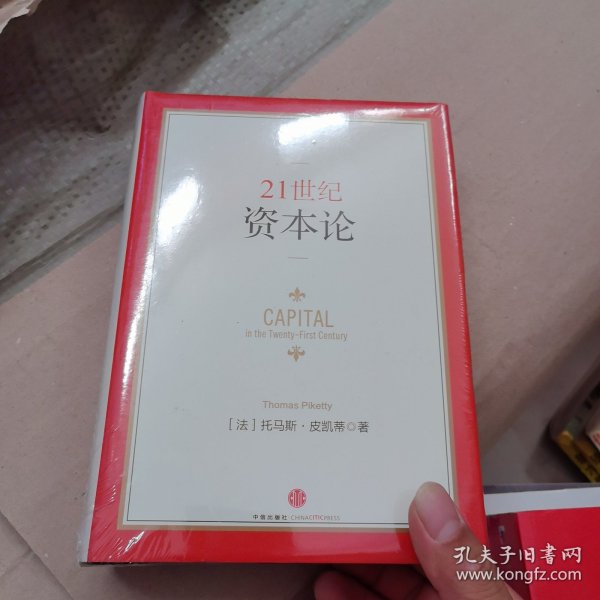 21世纪
资本论
CAPITAL
in the Twenty-First Century
Thomas Piketty
[法]托马斯·皮凯蒂◎著
中信出版社·CHINACITICPRESS
孔夫子旧书网
www.kongfz.com